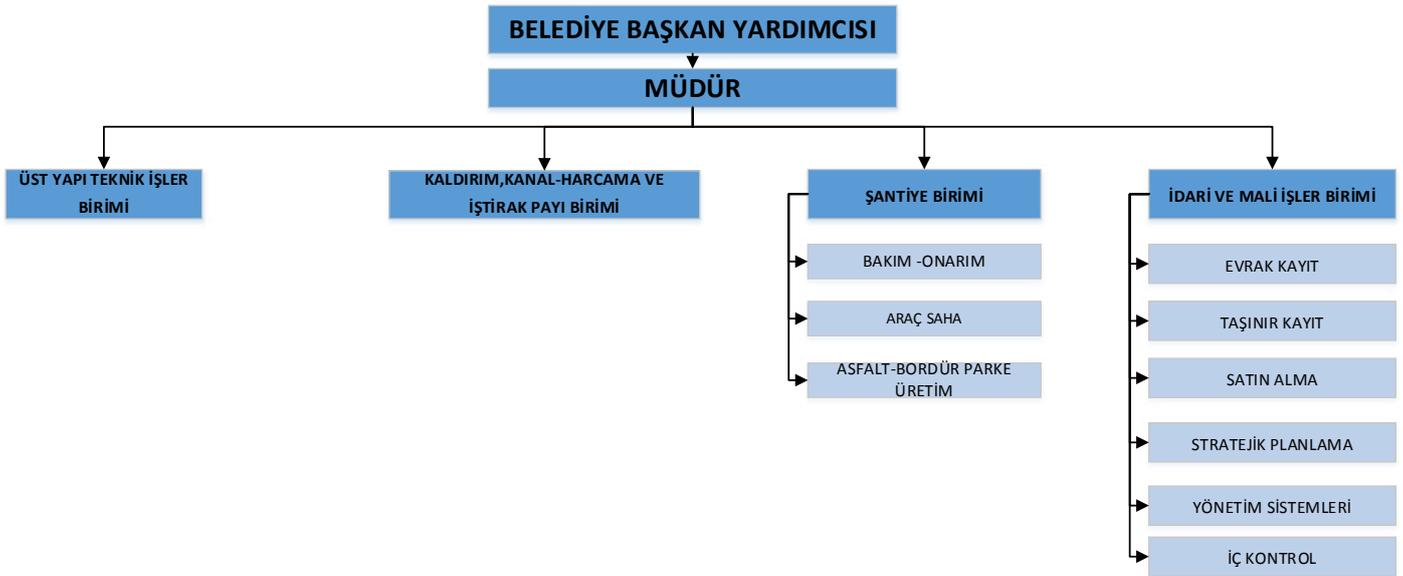 BELEDİYE BAŞKAN YARDIMCISI
MÜDÜR
ÜST YAPI TEKNİK İŞLER
BİRİMİ
KALDIRIM,KANAL-HARCAMA VE
İŞTİRAK PAYI BİRİMİ
ŞANTİYE BİRİMİ
BAKIM -ONARIM
ARAÇ SAHA
ASFALT-BORDÜR PARKE
ÜRETİM
İDARİ VE MALİ İŞLER BİRİMİ
EVRAK KAYIT
TAŞINIR KAYIT
SATIN ALMA
STRATEJİK PLANLAMA
YÖNETİM SİSTEMLERİ
İÇ KONTROL